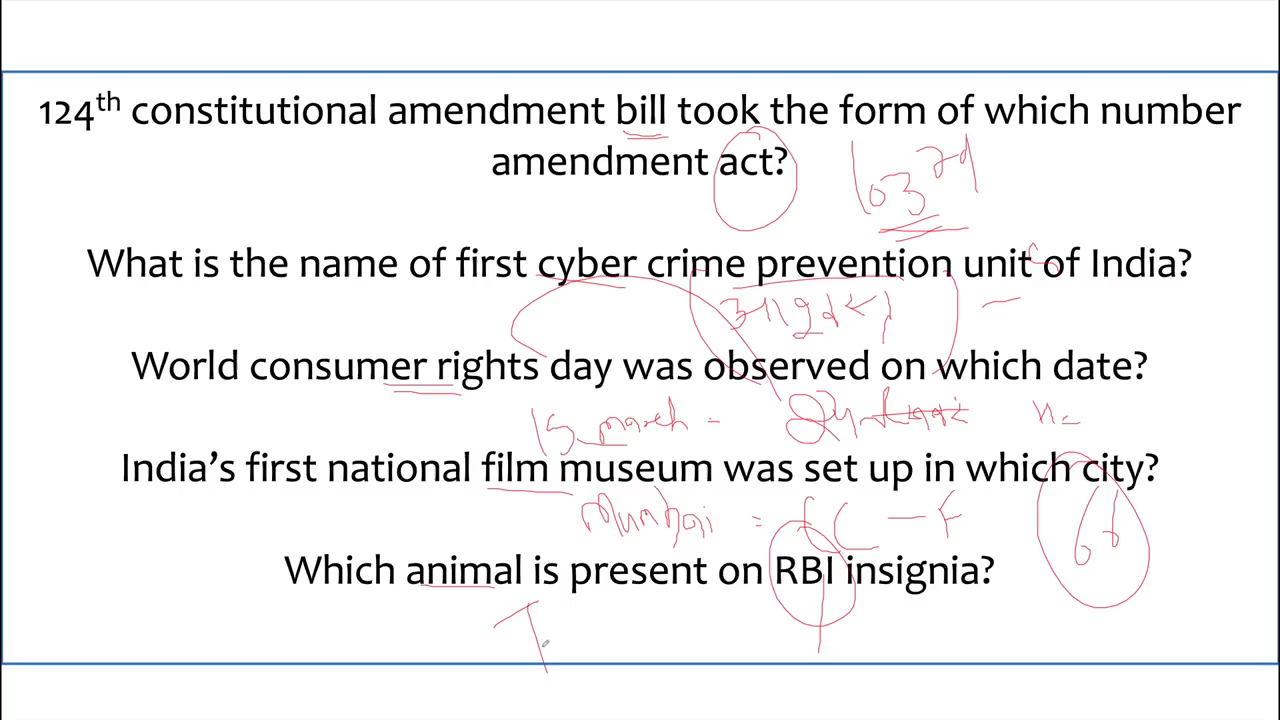 124th constitutional amendment bill took the form of which number
amendment act?
103rd
What is the name of first cyber crime prevention unit of India?
World consumer rights day was observed on which date?
15 march -
India's first national film museum was set up in which city?
Mumbai =
Which animal is present on RBI insignia?
T